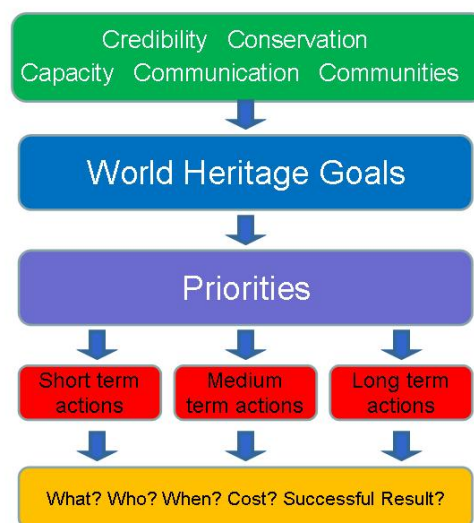 Credibility Conservation
Capacity Communication Communities
World Heritage Goals
Priorities
Short term
actions
Medium
term actions
Long term
actions
What? Who? When? Cost? Successful Result?